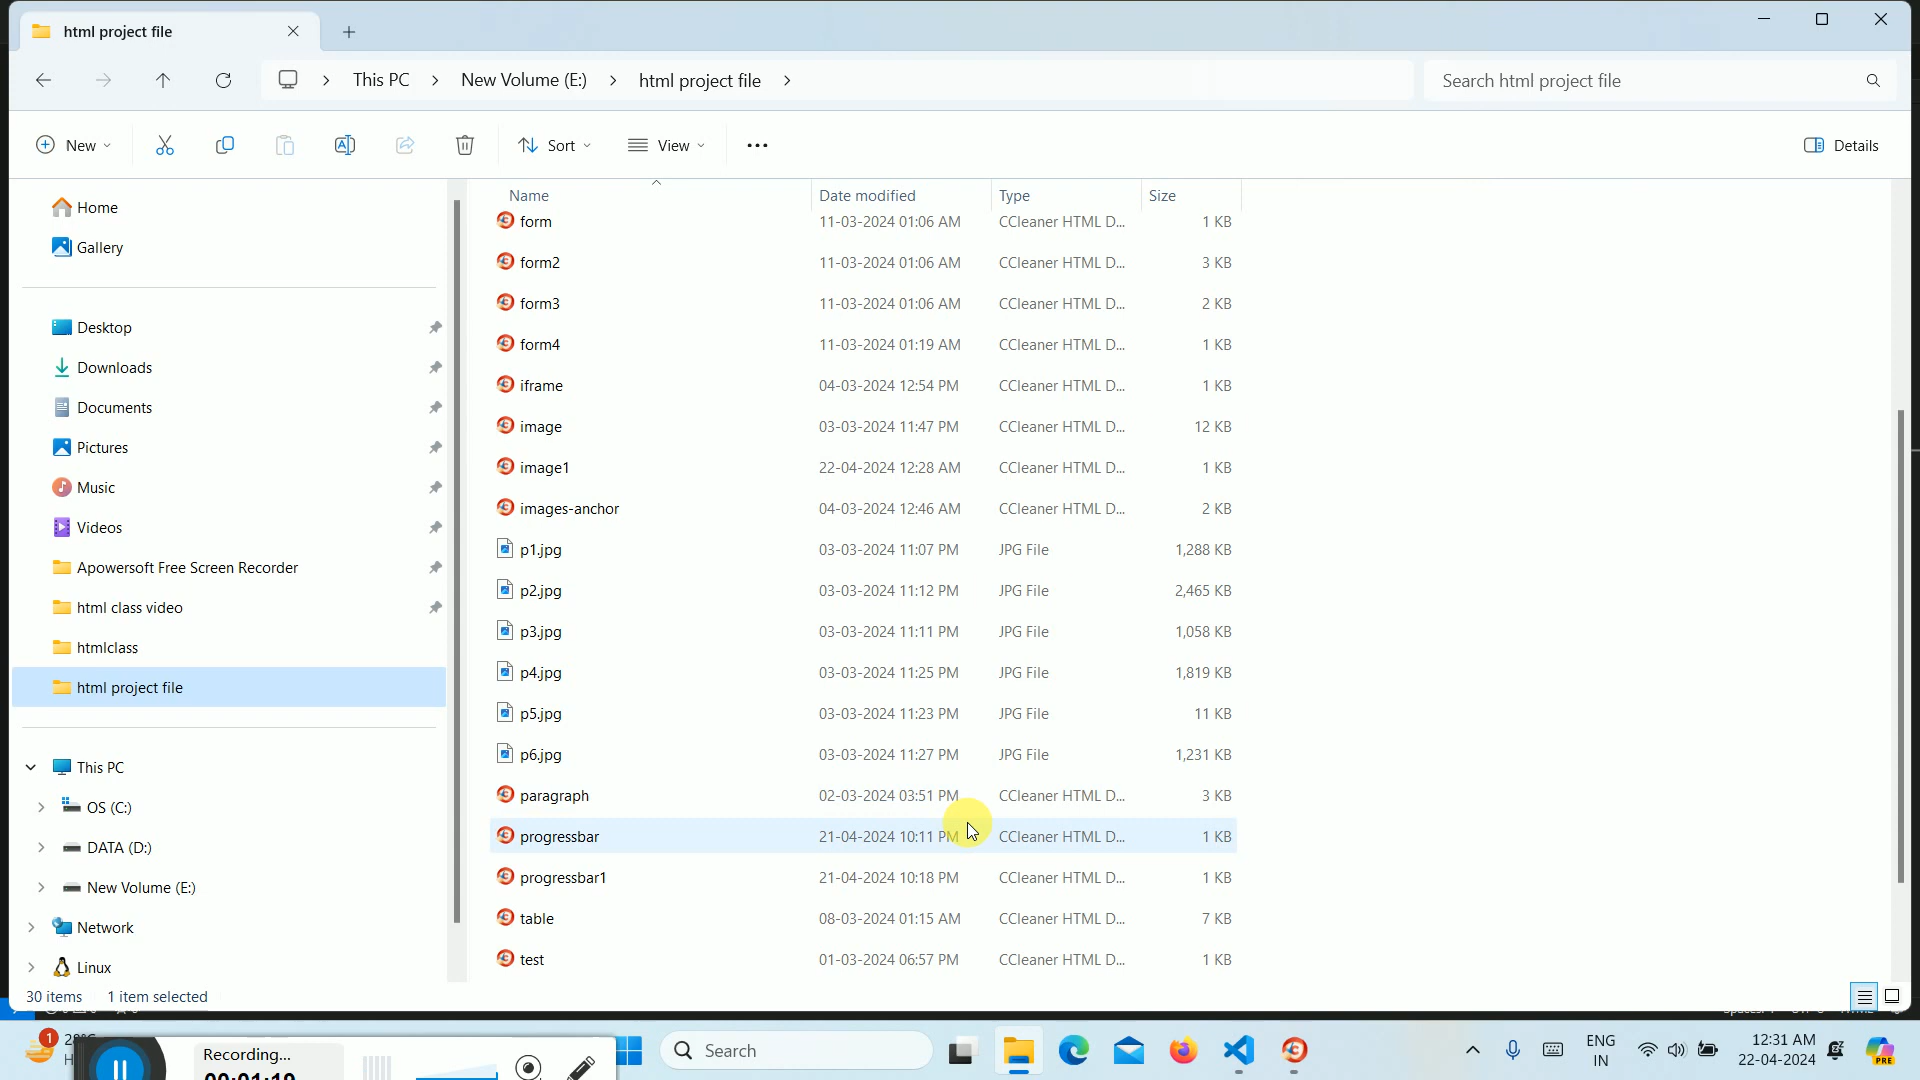 html project file
This PC
New Volume (E:)
html project file
Search html project file
New
Sort
View
Details
Home
Gallery
Desktop
Downloads
Documents
Pictures
Music
Videos
Apowersoft Free Screen Recorder
html class video
htmlclass
html project file
This PC
OS (C:)
DATA (D:)
New Volume (E:)
Network
Linux
Name Date modified Type Size
form 11-03-2024 01:06 AM CCleaner HTML D... 1 KB
form2 11-03-2024 01:06 AM CCleaner HTML D... 3 KB
form3 11-03-2024 01:06 AM CCleaner HTML D... 2 KB
form4 11-03-2024 01:19 AM CCleaner HTML D... 1 KB
iframe 04-03-2024 12:54 PM CCleaner HTML D... 1 KB
image 03-03-2024 11:47 PM CCleaner HTML D... 12 KB
image1 22-04-2024 12:28 AM CCleaner HTML D... 1 KB
images-anchor 04-03-2024 12:46 AM CCleaner HTML D... 2 KB
p1.jpg 03-03-2024 11:07 PM JPG File 1,288 KB
p2.jpg 03-03-2024 11:12 PM JPG File 2,465 KB
p3.jpg 03-03-2024 11:11 PM JPG File 1,058 KB
p4.jpg 03-03-2024 11:25 PM JPG File 1,819 KB
p5.jpg 03-03-2024 11:23 PM JPG File 11 KB
p6.jpg 03-03-2024 11:27 PM JPG File 1,231 KB
paragraph 02-03-2024 03:51 PM CCleaner HTML D... 3 KB
progressbar 21-04-2024 10:11 PM CCleaner HTML D... 1 KB
progressbar1 21-04-2024 10:18 PM CCleaner HTML D... 1 KB
table 08-03-2024 01:15 AM CCleaner HTML D... 7 KB
test 01-03-2024 06:57 PM CCleaner HTML D... 1 KB
30 items 1 item selected
1
Recording...
00:01:19
Search
ENG
IN
12:31 AM
22-04-2024
PRE